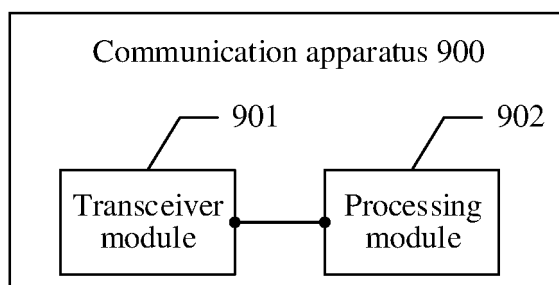 Communication apparatus 900
901
902
Transceiver
module
Processing
module